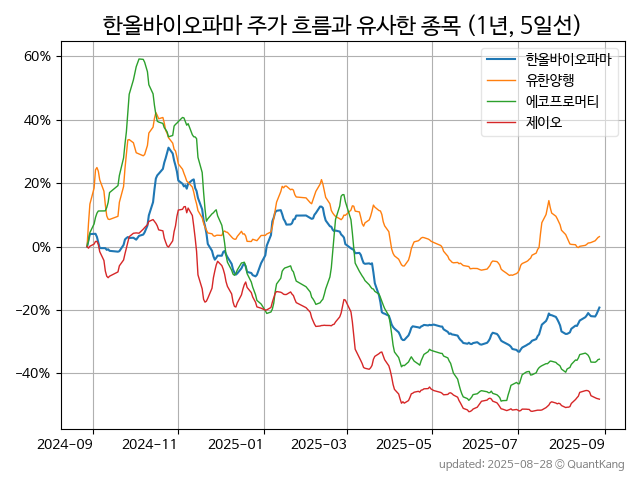 한올바이오파마 주가 흐름과 유사한 종목 (1년, 5일선)
한올바이오파마
유한양행
에코프로머티
제이오
60%
40%
20%
0%
−20%
−40%
2024-09 2024-11 2025-01 2025-03 2025-05 2025-07 2025-09
updated: 2025-08-28 © QuantKang